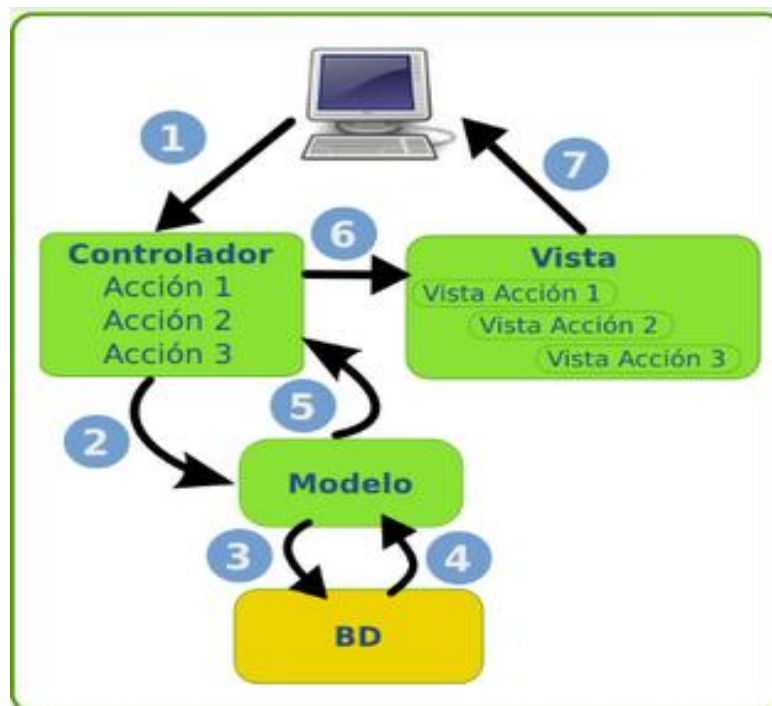 1
7
6
Controlador
Acción 1
Acción 2
Acción 3
Vista
Vista Acción 1
Vista Acción 2
Vista Acción 3
2
5
Modelo
3
4
BD